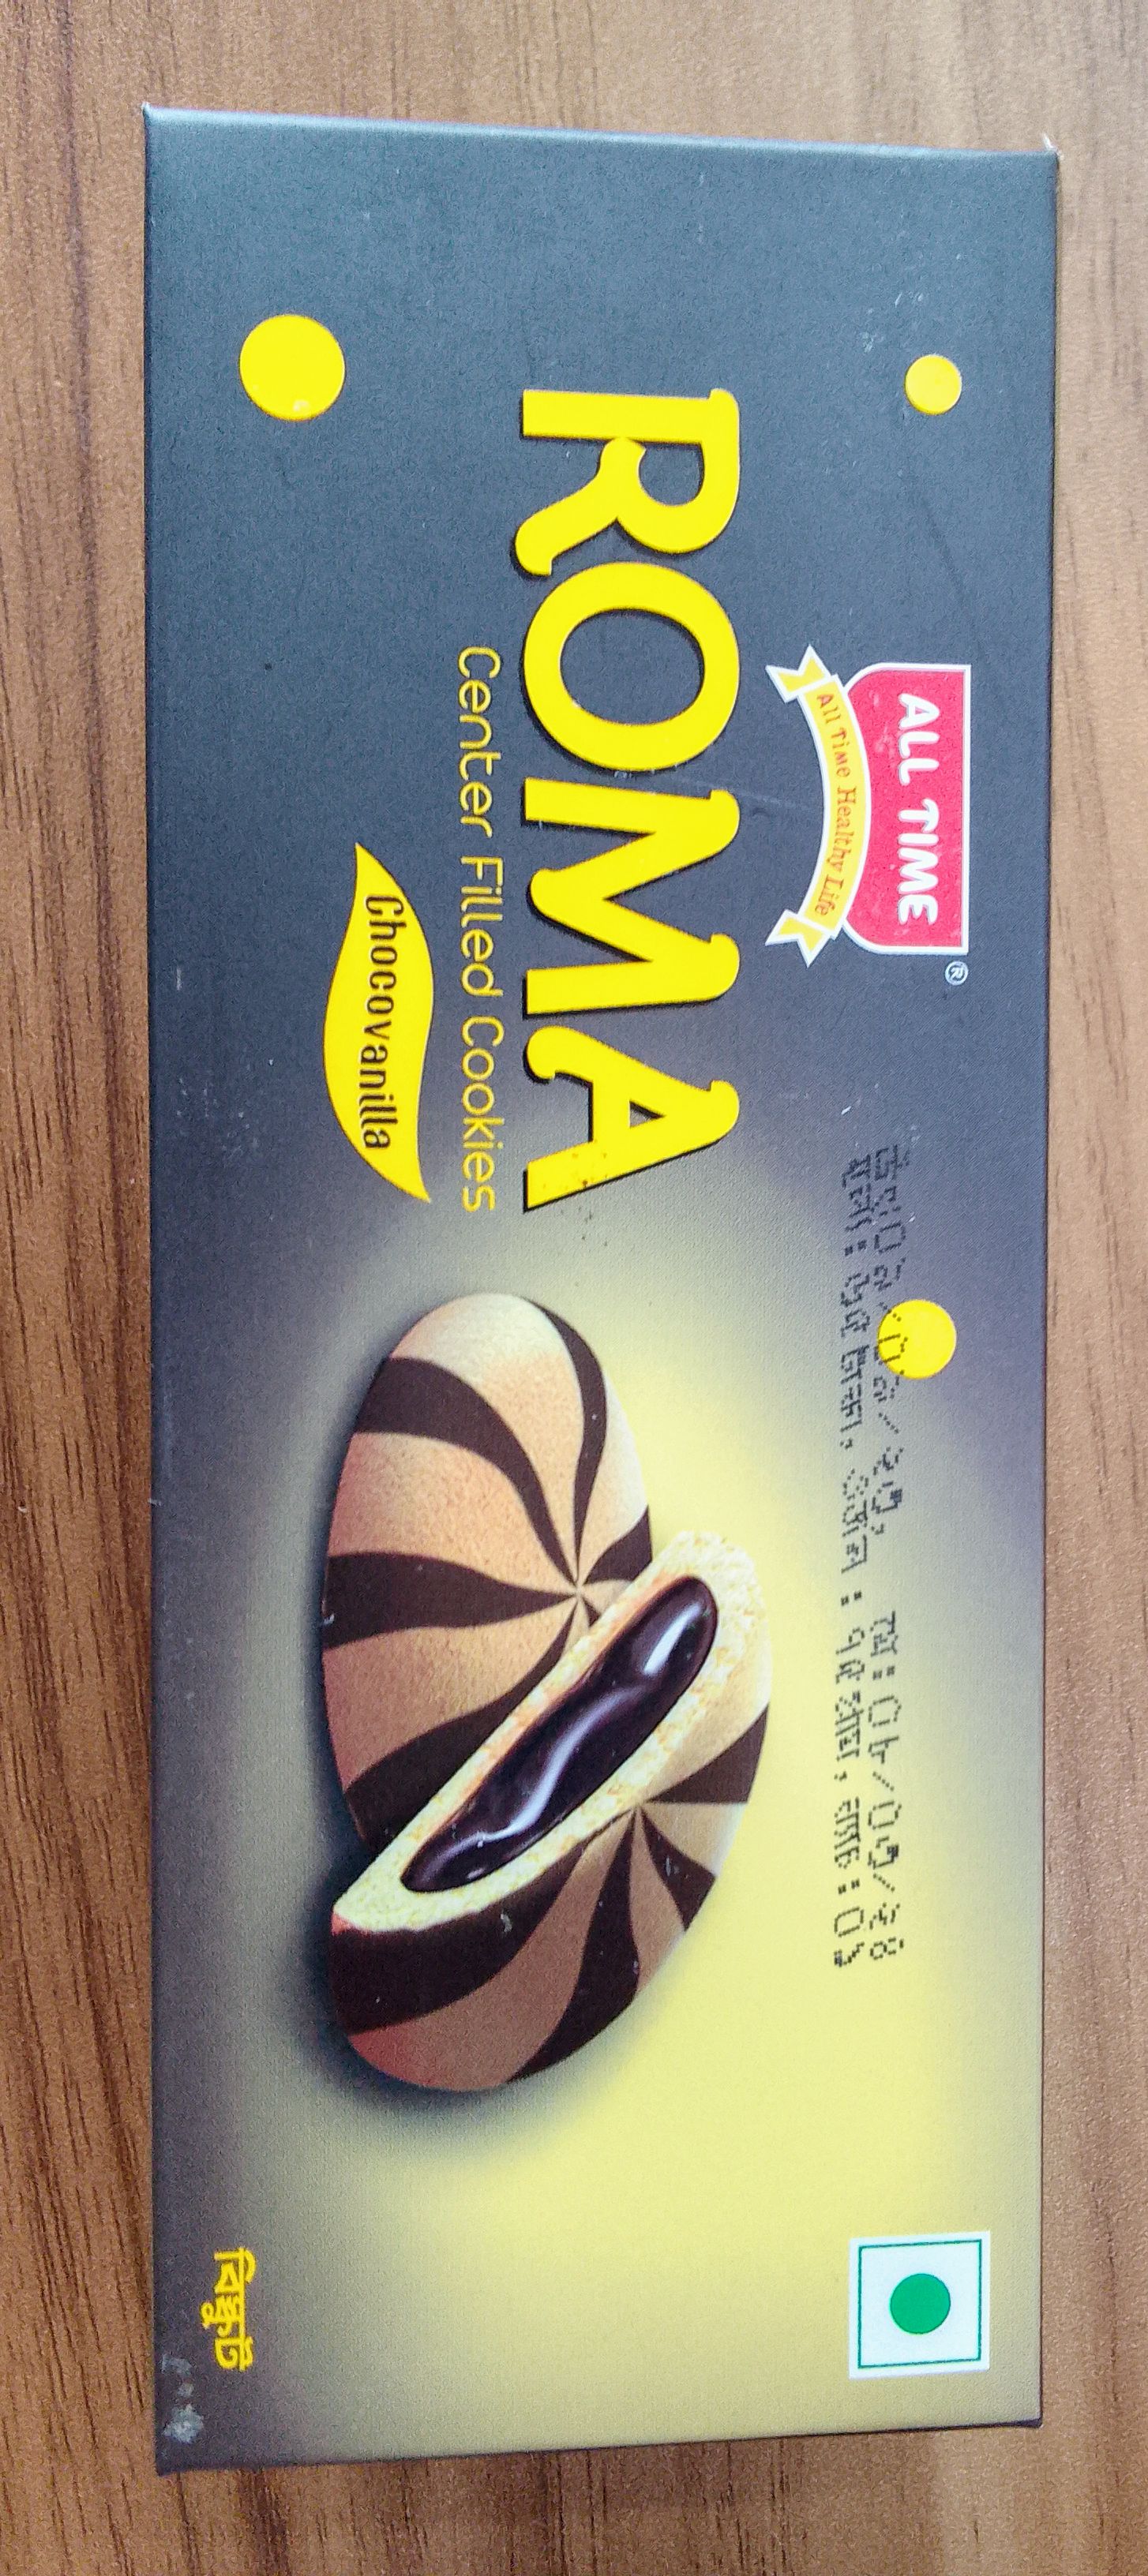 ALL TIME
®
All Time Healthy Life
ROMA
Center Filled Cookies
Chocovanilla
বিস্কুট